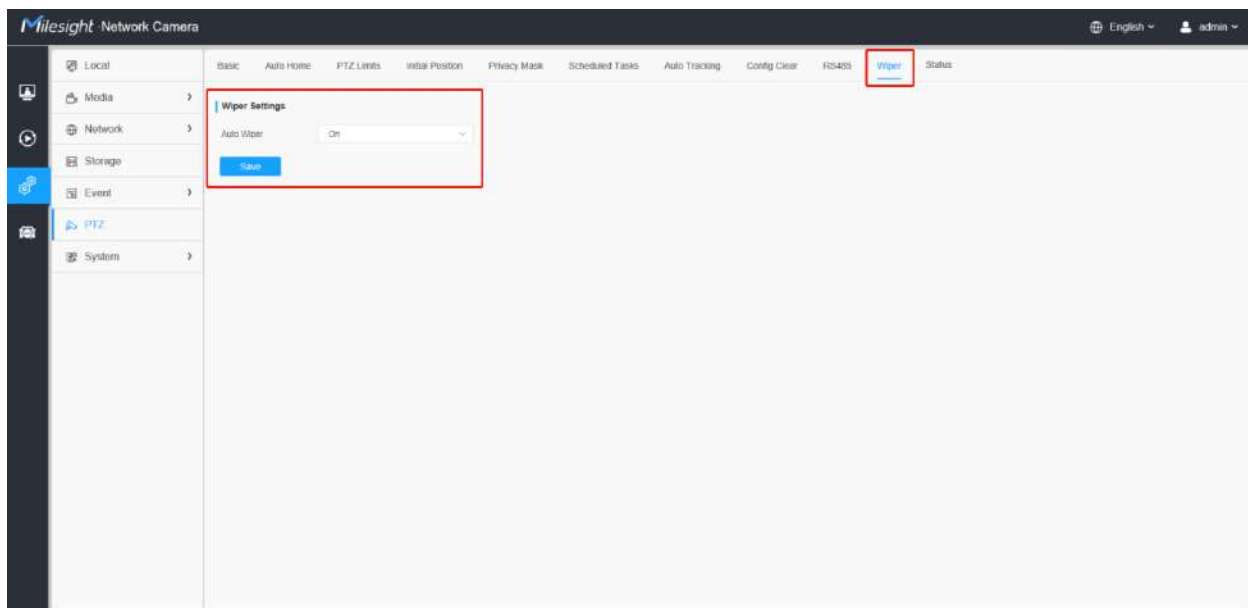 Milesight Network Camera
English
admin
Local
Media
Network
Storage
Event
PTZ
System
Basic Auto Home PTZ Limits Initial Position Privacy Mask Scheduled Tasks Auto Tracking Config Clear RS485 Wiper Status
Wiper Settings
Auto Wiper On
Save